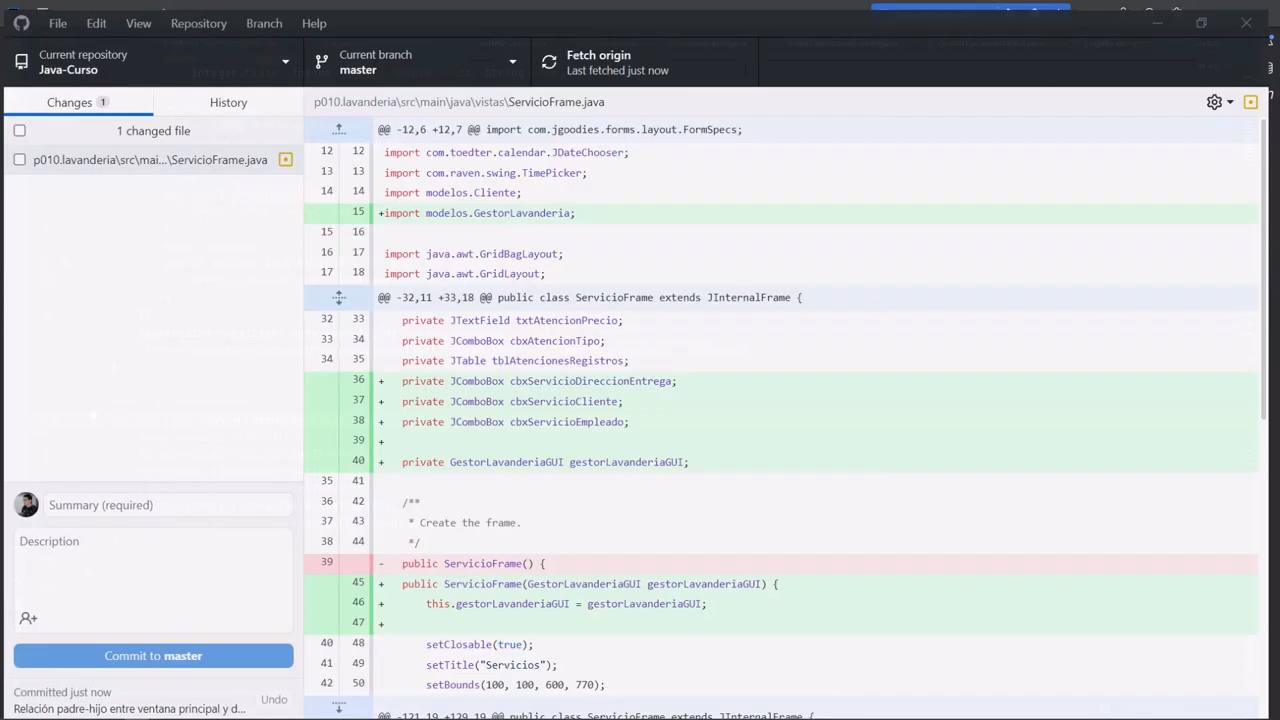 File Edit View Repository Branch Help
Current repository
Java-Curso
Current branch
master
Fetch origin
Last fetched just now
Changes 1
History
1 changed file
p010.lavanderia\src\mai...\ServicioFrame.java
p010.lavanderia\src\main\java\vistas\ServicioFrame.java
@@ -12,6 +12,7 @@ import com.jgoodies.forms.layout.FormSpecs;
12 12 import com.toedter.calendar.JDateChooser;
13 13 import com.raven.swing.TimePicker;
14 14 import modelos.Cliente;
15 +import modelos.GestorLavanderia;
15 16
16 17 import java.awt.GridBagLayout;
17 18 import java.awt.GridLayout;
@@ -32,11 +33,18 @@ public class ServicioFrame extends JInternalFrame {
32 33 private JTextField txtAtencionPrecio;
33 34 private JComboBox cbxAtencionTipo;
34 35 private JTable tblAtencionesRegistros;
36 + private JComboBox cbxServicioDireccionEntrega;
37 + private JComboBox cbxServicioCliente;
38 + private JComboBox cbxServicioEmpleado;
39 +
40 + private GestorLavanderiaGUI gestorLavanderiaGUI;
35 41
36 42 /**
37 43 * Create the frame.
38 44 */
39 - public ServicioFrame() {
45 + public ServicioFrame(GestorLavanderiaGUI gestorLavanderiaGUI) {
46 + this.gestorLavanderiaGUI = gestorLavanderiaGUI;
47 +
40 48 setClosable(true);
41 49 setTitle("Servicios");
42 50 setBounds(100, 100, 600, 770);
@@ -121,19 +129,19 @@ public class ServicioFrame extends JInternalFrame {
Summary (required)
Description
Commit to master
Committed just now
Relación padre-hijo entre ventana principal y d...
Undo